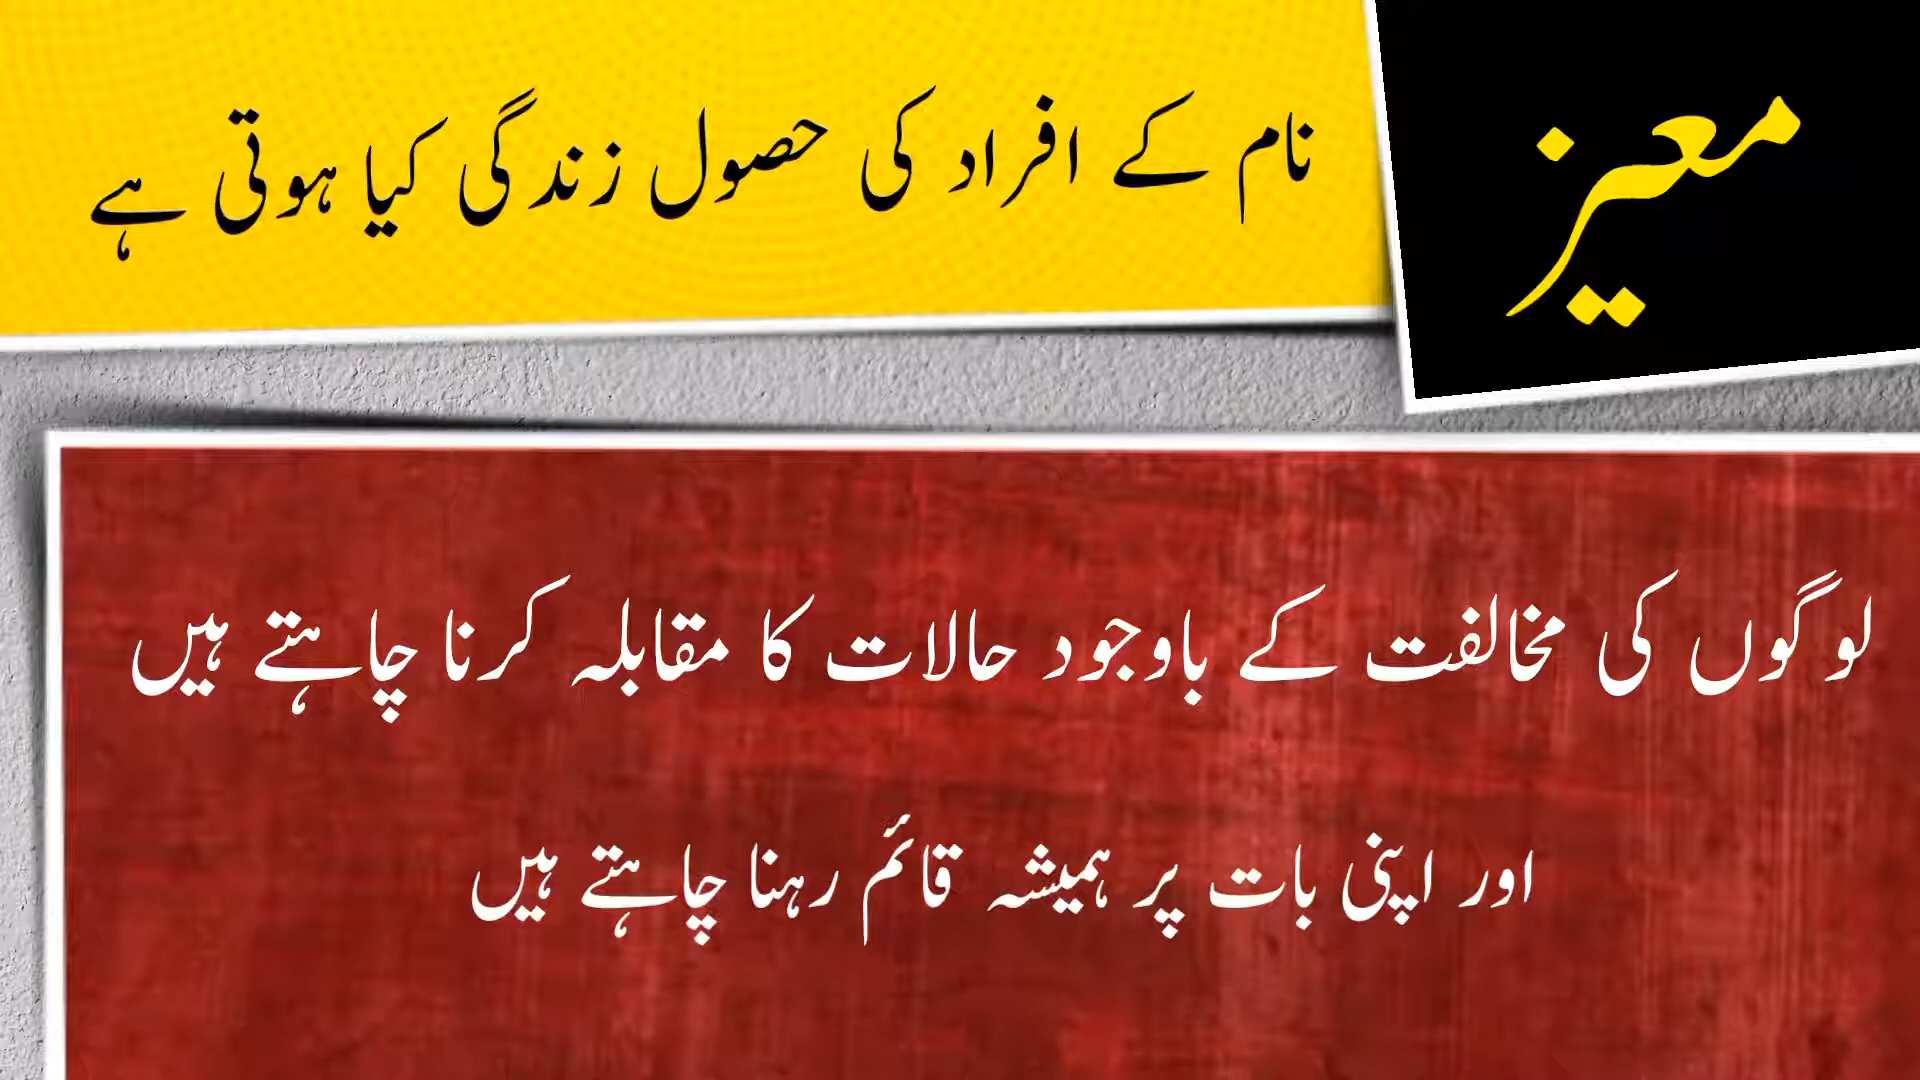 معیز
نام کے افراد کی حصول زندگی کیا ہوتی ہے
لوگوں کی مخالفت کے باوجود حالات کا مقابلہ کرنا چاہتے ہیں
اور اپنی بات پر ہمیشہ قائم رہنا چاہتے ہیں